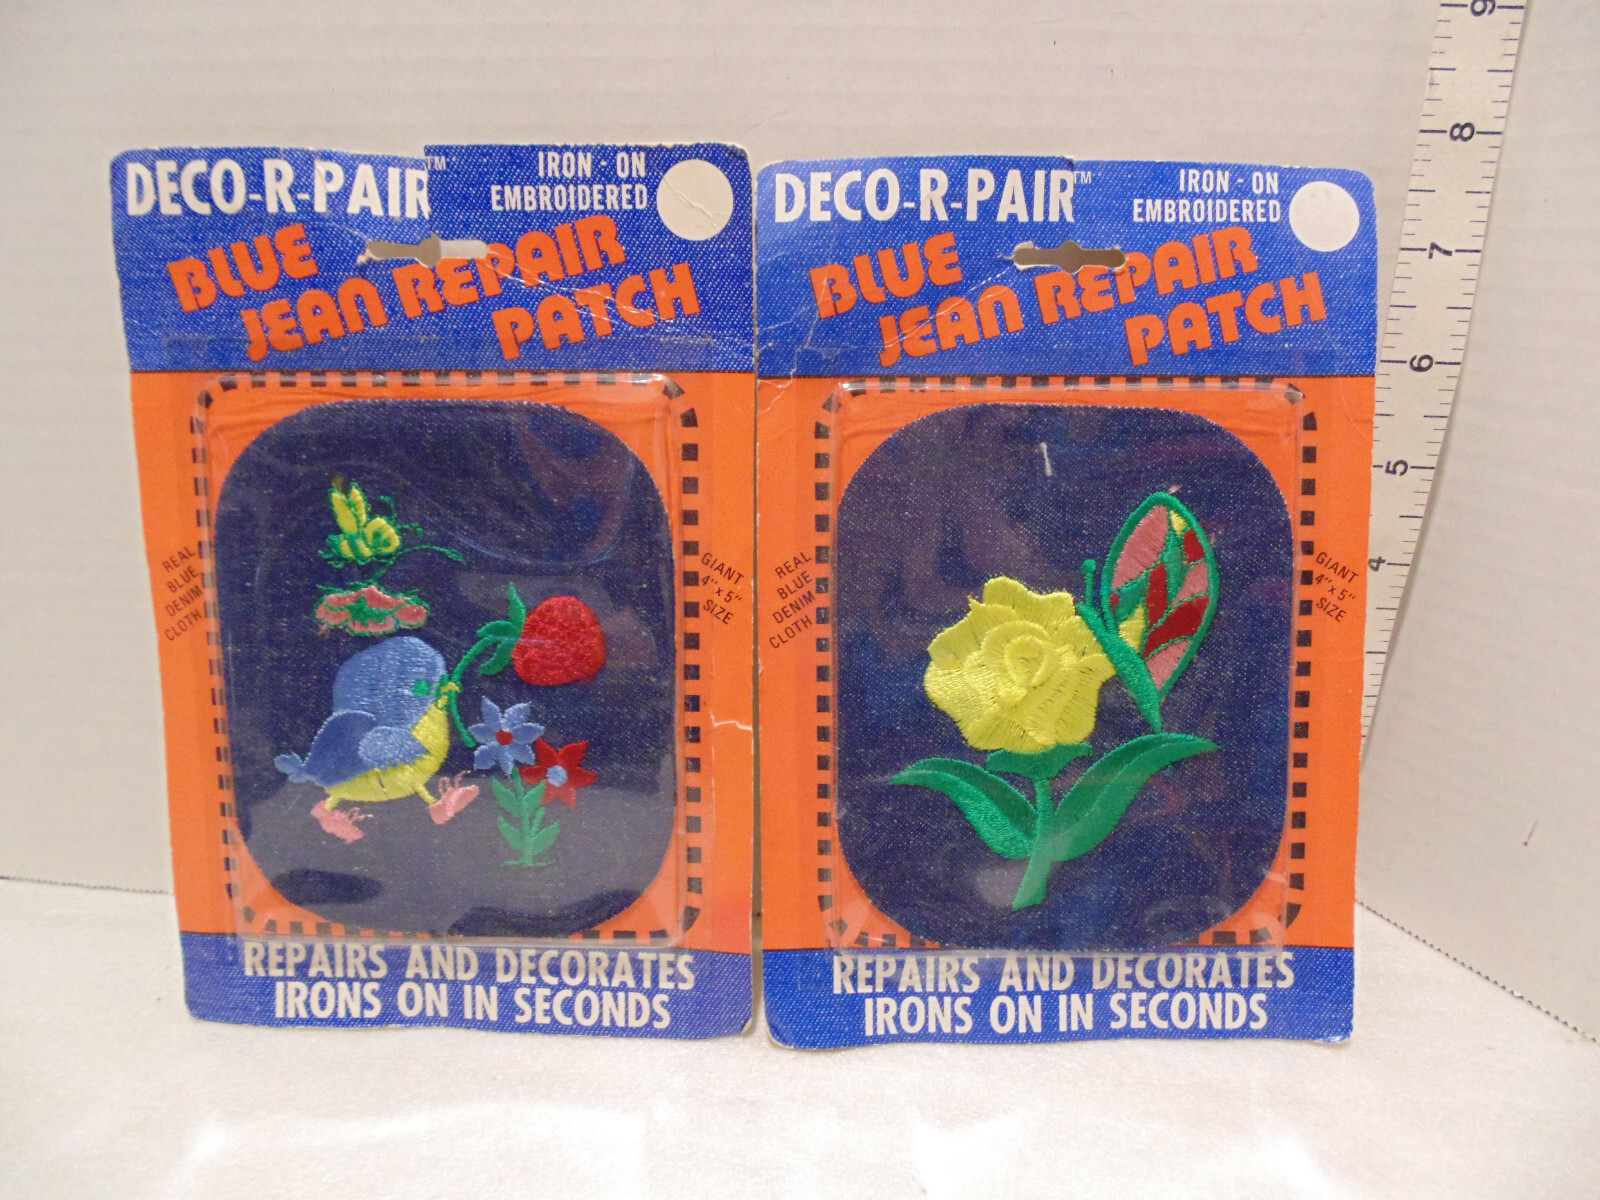 DECO-R-PAIR™
IRON - ON
EMBROIDERED
BLUE
JEAN REPAIR
PATCH
REAL
BLUE
DENIM
CLOTH
GIANT
4" x 5"
SIZE
REPAIRS AND DECORATES
IRONS ON IN SECONDS
DECO-R-PAIR™
IRON - ON
EMBROIDERED
BLUE
JEAN REPAIR
PATCH
REAL
BLUE
DENIM
CLOTH
GIANT
4" x 5"
SIZE
REPAIRS AND DECORATES
IRONS ON IN SECONDS
9
8
7
6
5
4